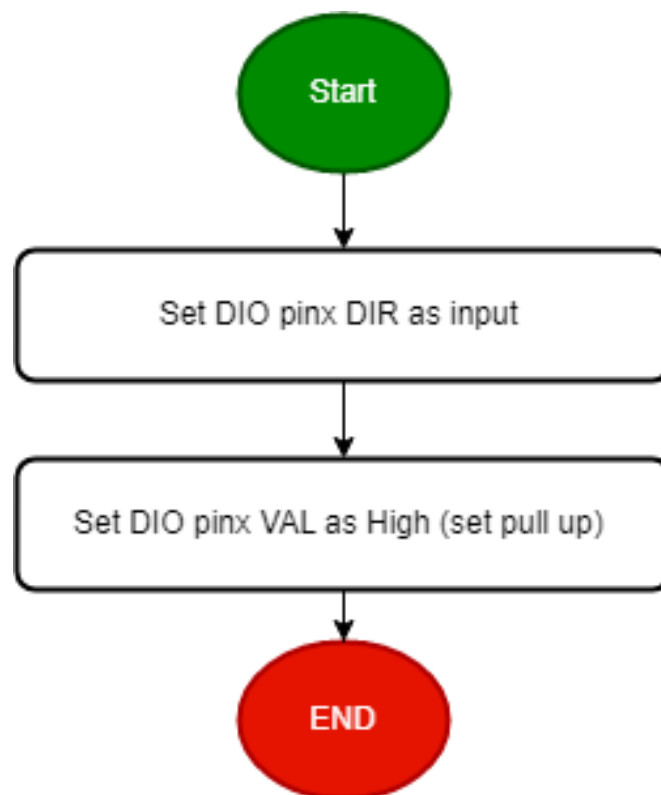 Start
Set DIO pinx DIR as input
Set DIO pinx VAL as High (set pull up)
END